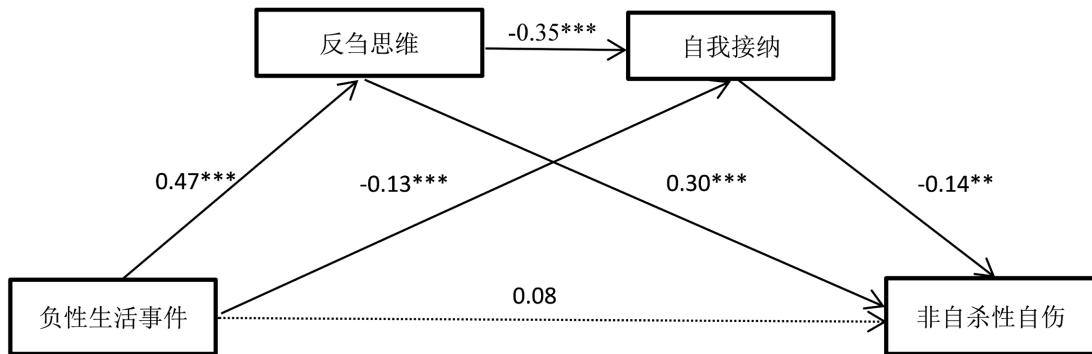 反刍思维
-0.35***
自我接纳
0.47***
-0.13***
0.30***
-0.14**
负性生活事件
0.08
非自杀性自伤